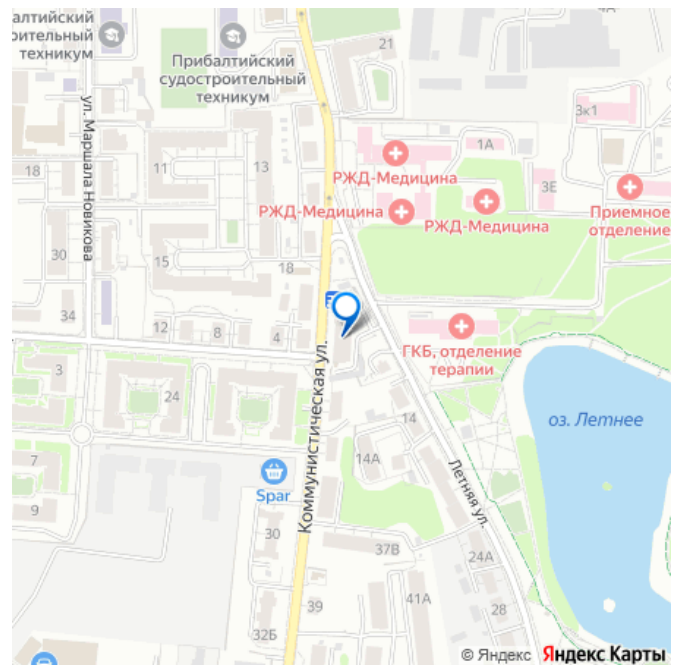 алтийский
роительный
техникум
Прибалтийский
судостроительный
техникум
21
3к1
ул. Маршала Новикова
18
11
13
1А
РЖД-Медицина
3Е
РЖД-Медицина
РЖД-Медицина
Приемное
отделение
30
15
18
34
12
8
4
ГКБ, отделение
терапии
3
24
Коммунистическая ул.
14
оз. Летнее
7
14А
Летняя ул.
Spar
9
30
37В
24А
39
41А
28
32Б
© Яндекс Яндекс Карты